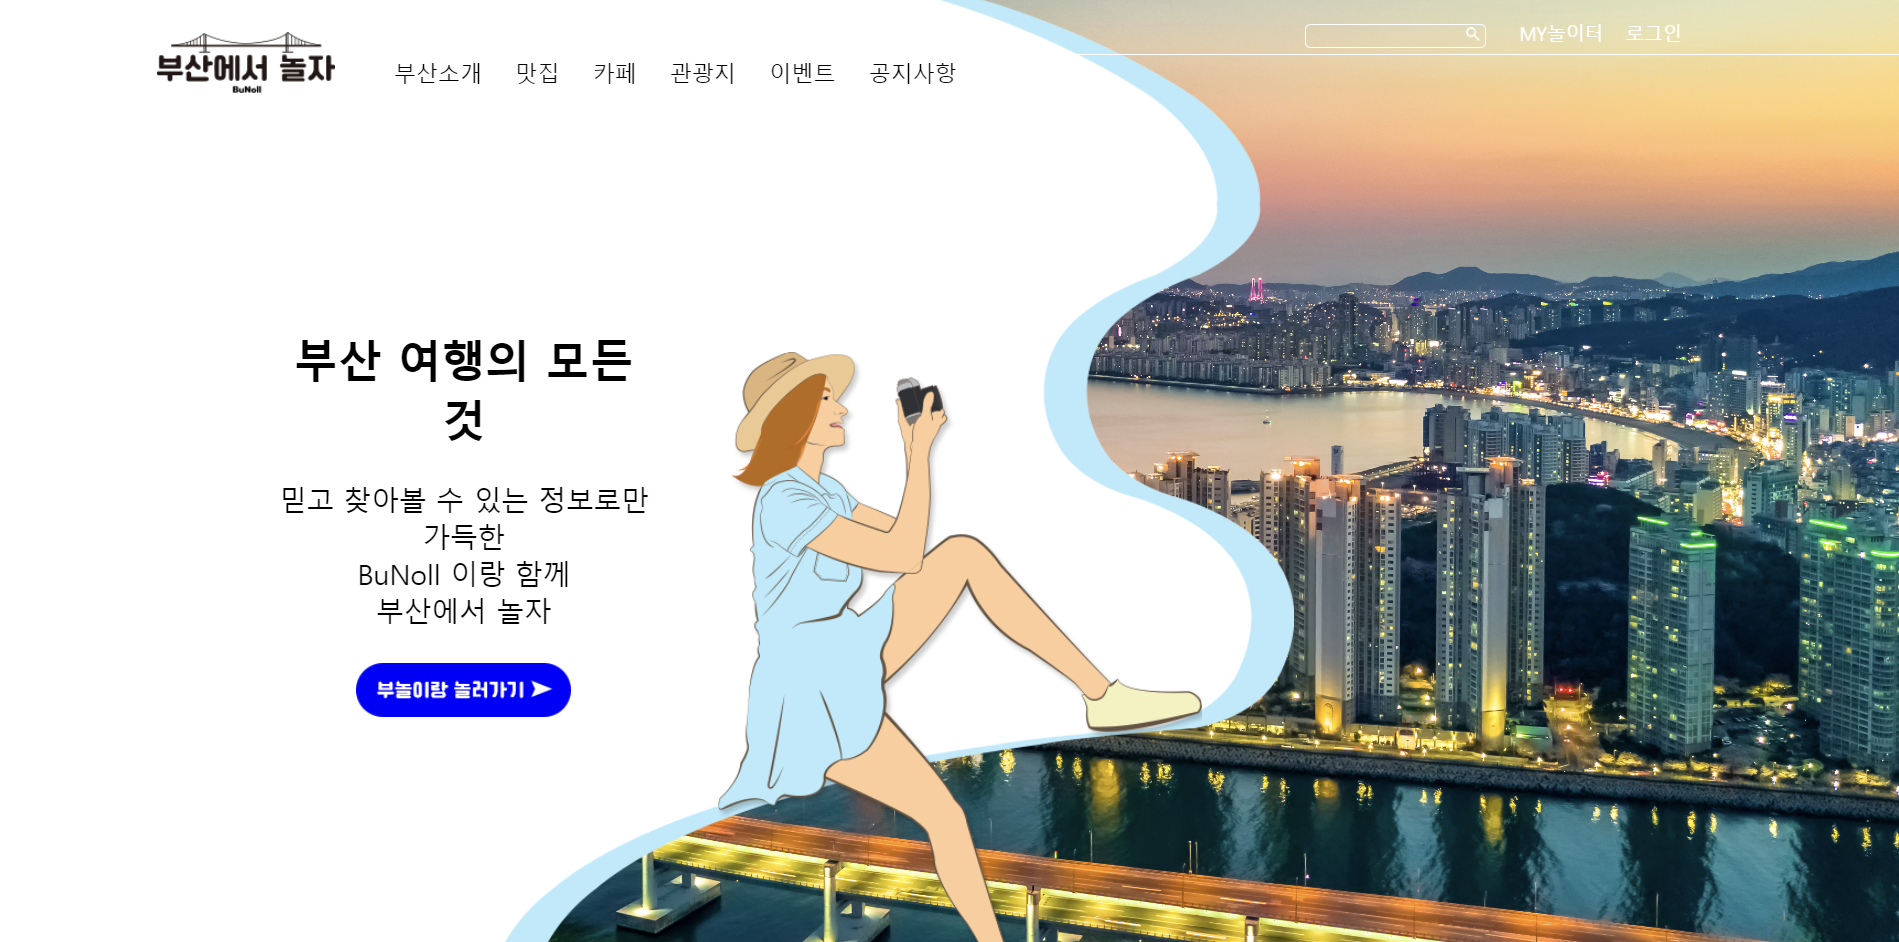 MY놀이터 로그인
부산에서 놀자
BuNoll
부산소개 맛집 카페 관광지 이벤트 공지사항
부산 여행의 모든
것
믿고 찾아볼 수 있는 정보로만
가득한
BuNoll 이랑 함께
부산에서 놀자
부놀이랑 놀러가기 ➤